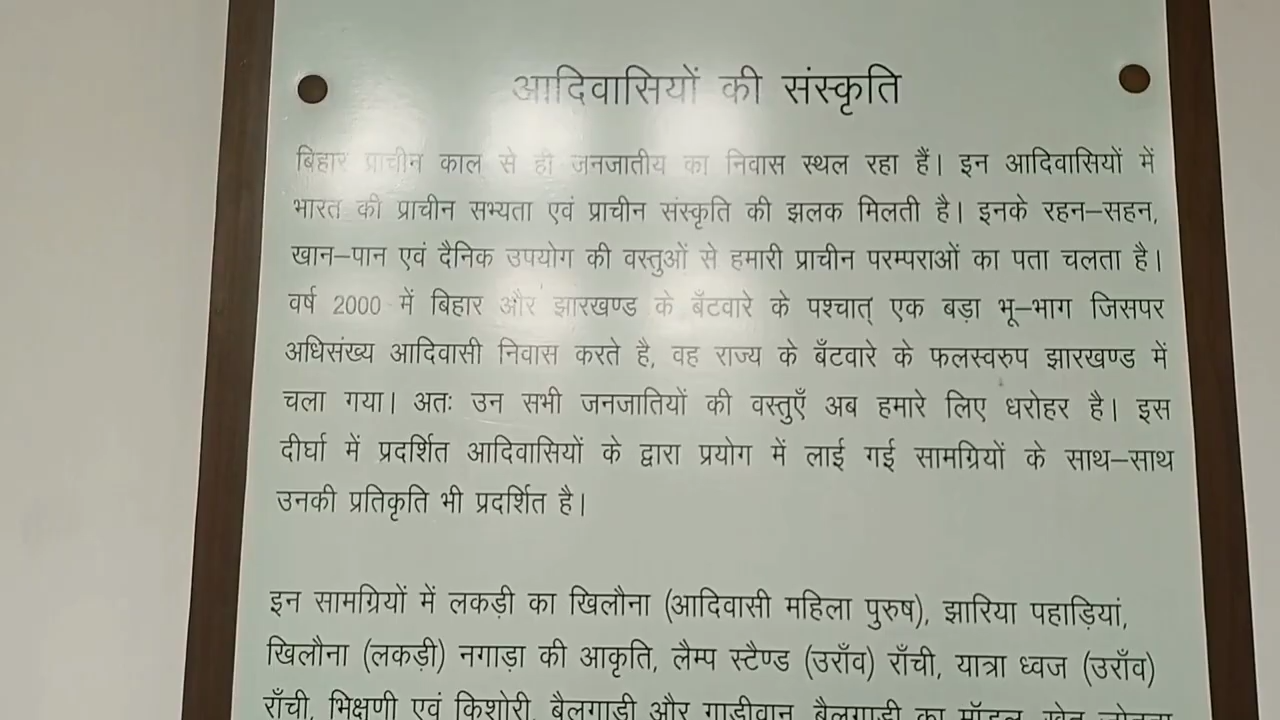 आदिवासियों की संस्कृति
बिहार प्राचीन काल से ही जनजातीय का निवास स्थल रहा हैं। इन आदिवासियों में
भारत की प्राचीन सभ्यता एवं प्राचीन संस्कृति की झलक मिलती है। इनके रहन–सहन,
खान–पान एवं दैनिक उपयोग की वस्तुओं से हमारी प्राचीन परम्पराओं का पता चलता है।
वर्ष 2000 में बिहार और झारखण्ड के बँटवारे के पश्चात् एक बड़ा भू–भाग जिसपर
अधिसंख्य आदिवासी निवास करते है, वह राज्य के बँटवारे के फलस्वरुप झारखण्ड में
चला गया। अतः उन सभी जनजातियों की वस्तुएँ अब हमारे लिए धरोहर है। इस
दीर्घा में प्रदर्शित आदिवासियों के द्वारा प्रयोग में लाई गई सामग्रियों के साथ–साथ
उनकी प्रतिकृति भी प्रदर्शित है।
इन सामग्रियों में लकड़ी का खिलौना (आदिवासी महिला पुरुष), झारिया पहाड़ियां,
खिलौना (लकड़ी) नगाड़ा की आकृति, लैम्प स्टैण्ड (उराँव) राँची, यात्रा ध्वज (उराँव)
राँची, भिक्षणी एवं किशोरी, बैलगाड़ी और गाड़ीवान, बैलगाड़ी का मॉडल,